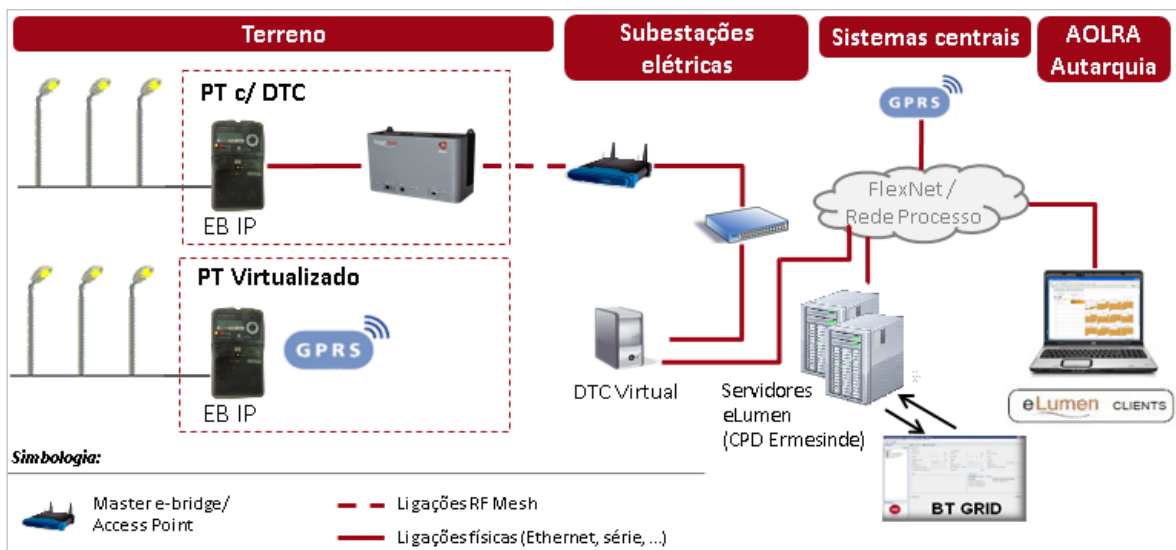 Terreno
Subestações
elétricas
Sistemas centrais
AOLRA
Autarquia
PT c/ DTC
EB IP
GPRS
FlexNet /
Rede Processo
PT Virtualizado
GPRS
EB IP
DTC Virtual
Servidores
eLumen
(CPD Ermesinde)
eLumen CLIENTS
BT GRID
Simbologia:
Master e-bridge/
Access Point
Ligações RF Mesh
Ligações físicas (Ethernet, série, ...)